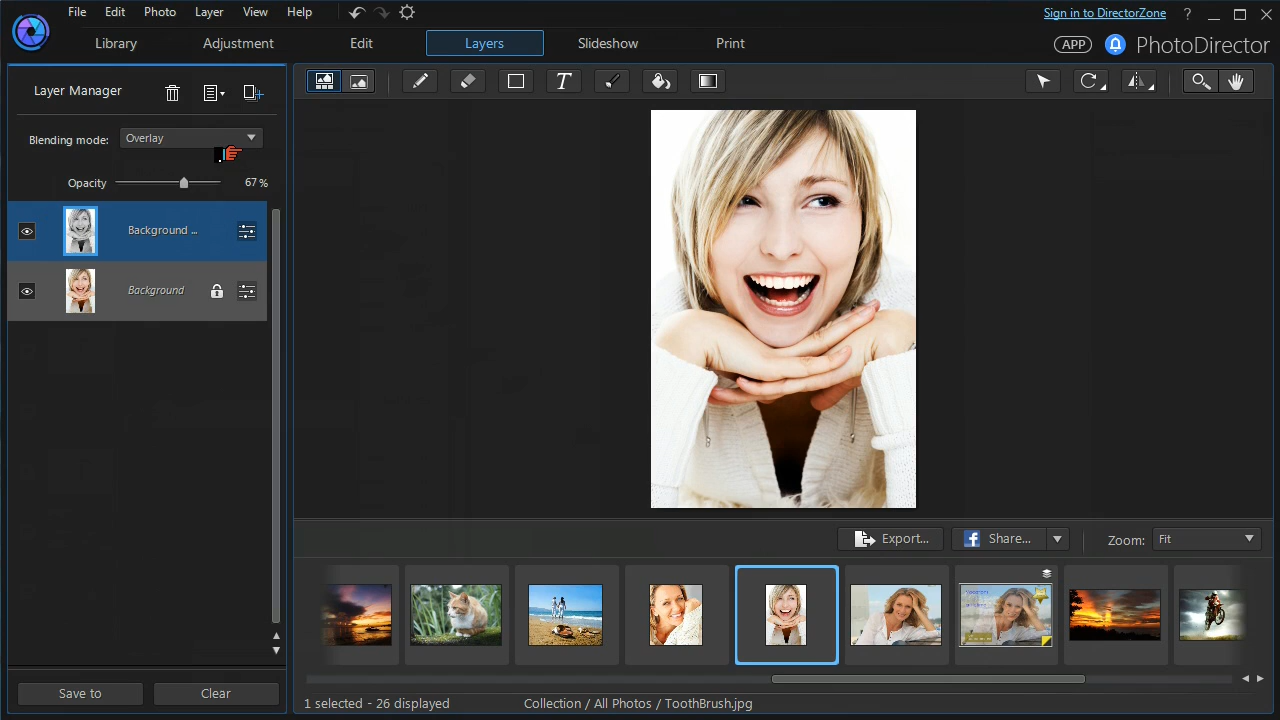 File Edit Photo Layer View Help
Sign in to DirectorZone ?
Library Adjustment Edit Layers Slideshow Print
APP PhotoDirector
Layer Manager
T
Blending mode: Overlay
Opacity 67 %
Background ...
Background
Export... f Share... Zoom: Fit
Save to Clear
1 selected - 26 displayed Collection / All Photos / ToothBrush.jpg